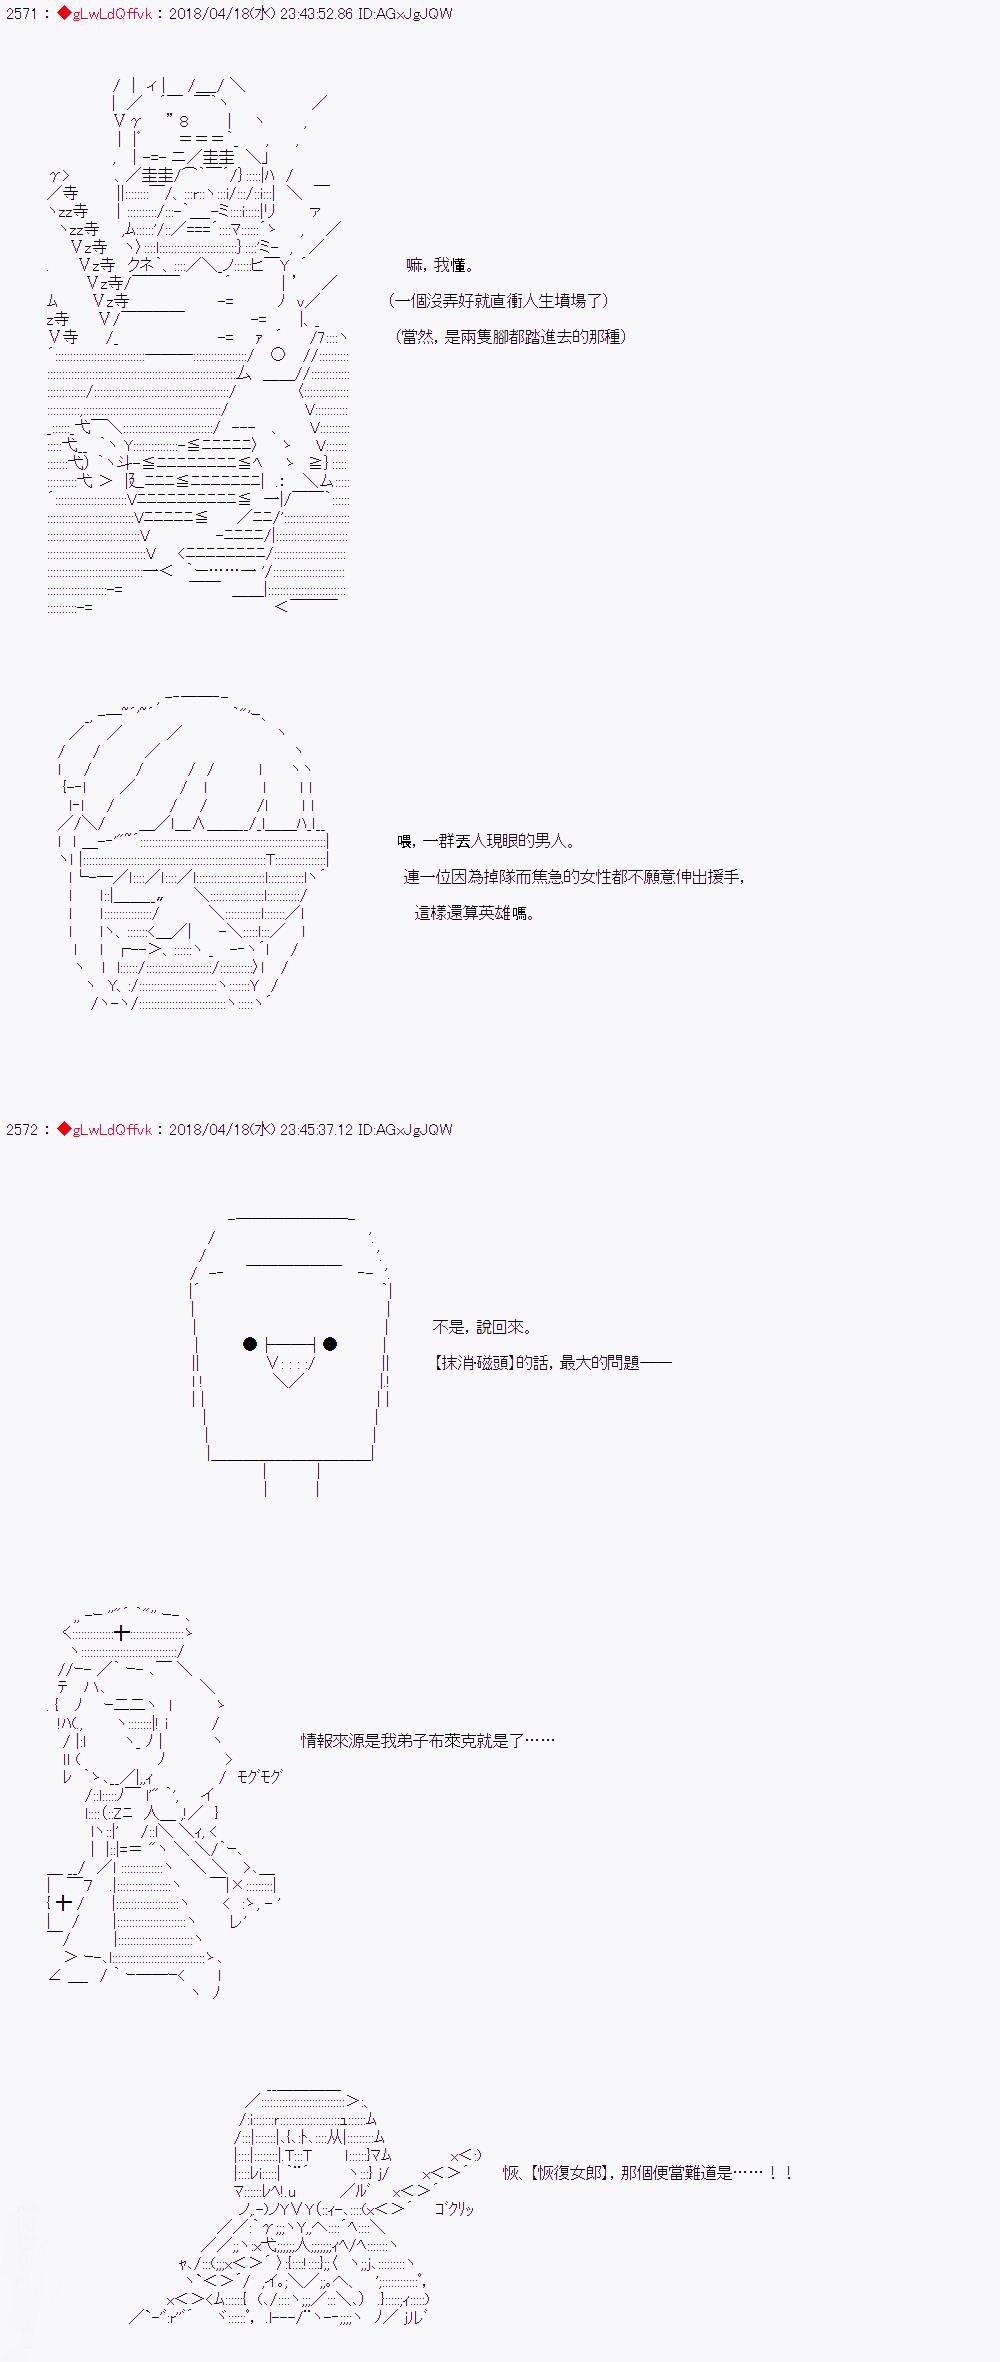 2571 : ◆gLwLdQffvk : 2018/04/18(水) 23:43:52.86 ID:AGxJgJQW
嘛，我懂。
（一個沒弄好就直衝人生墳場了）
（當然，是兩隻腳都踏進去的那種）
喂，一群丟人現眼的男人。
連一位因為掉隊而焦急的女性都不願意伸出援手，
這樣還算英雄嗎。
2572 : ◆gLwLdQffvk : 2018/04/18(水) 23:45:37.12 ID:AGxJgJQW
不是，說回來。
【抹消·磁頭】的話，最大的問題——
情報來源是我弟子布萊克就是了……
ﾓｸﾞﾓｸﾞ
恢、【恢復女郎】，那個便當難道是……！！
ｺﾞｸﾘｯ